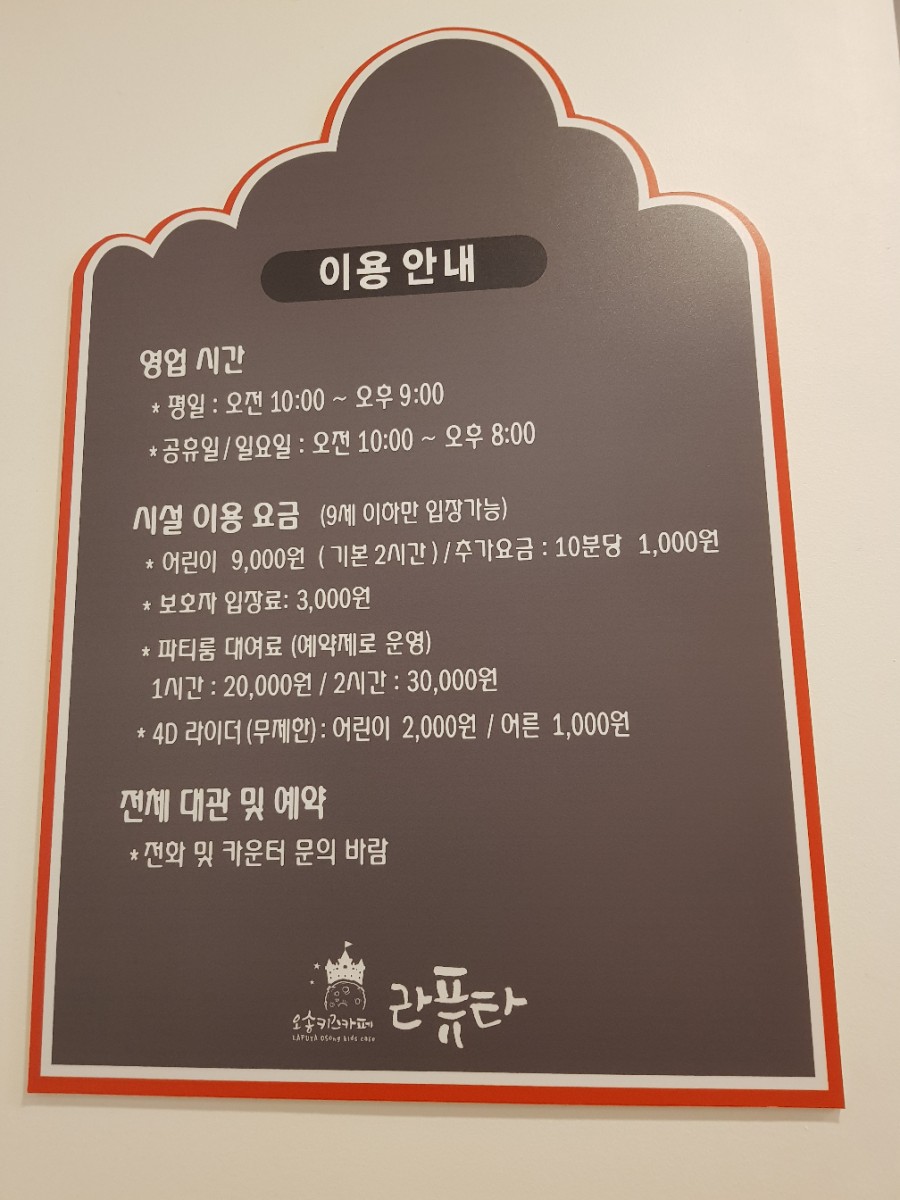 이용 안내
영업 시간
* 평일 : 오전 10:00 ~ 오후 9:00
* 공휴일/일요일 : 오전 10:00 ~ 오후 8:00
시설 이용 요금 (9세 이하만 입장가능)
* 어린이 9,000원 ( 기본 2시간 ) / 추가요금 : 10분당 1,000원
* 보호자 입장료: 3,000원
* 파티룸 대여료 (예약제로 운영)
1시간 : 20,000원 / 2시간 : 30,000원
* 4D 라이더 (무제한) : 어린이 2,000원 / 어른 1,000원
전체 대관 및 예약
* 전화 및 카운터 문의 바람
오송키즈카페
LAPUTA OSong kids cafe
라퓨타